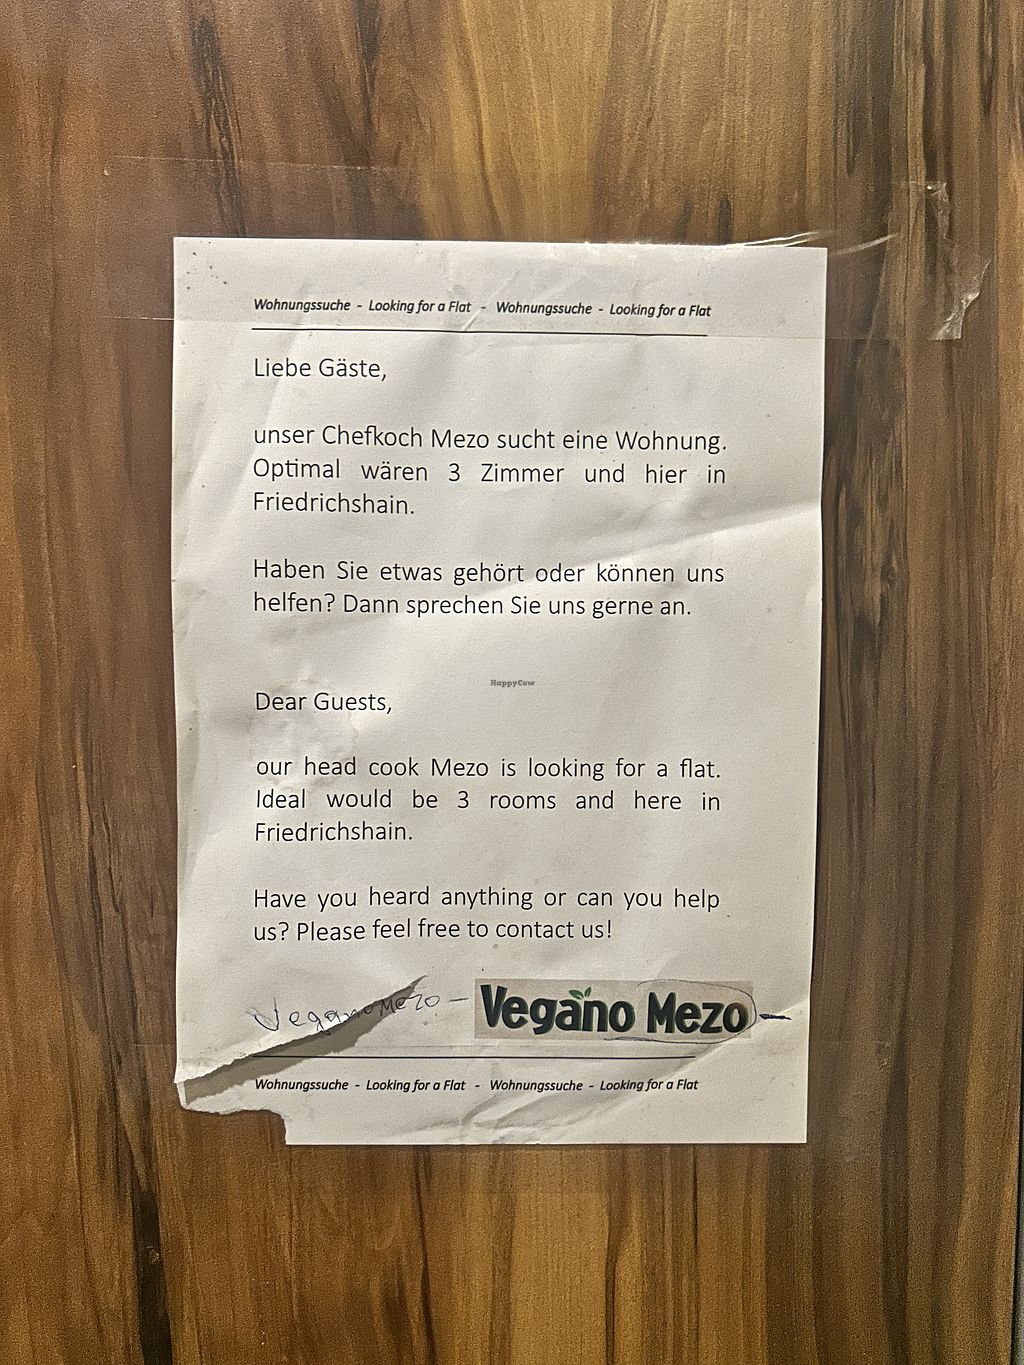 Wohnungssuche - Looking for a Flat - Wohnungssuche - Looking for a Flat
Liebe Gäste,
unser Chefkoch Mezo sucht eine Wohnung.
Optimal wären 3 Zimmer und hier in
Friedrichshain.
Haben Sie etwas gehört oder können uns
helfen? Dann sprechen Sie uns gerne an.
HappyCow
Dear Guests,
our head cook Mezo is looking for a flat.
Ideal would be 3 rooms and here in
Friedrichshain.
Have you heard anything or can you help
us? Please feel free to contact us!
Vegano Mezo - Vegano Mezo -
Wohnungssuche - Looking for a Flat - Wohnungssuche - Looking for a Flat